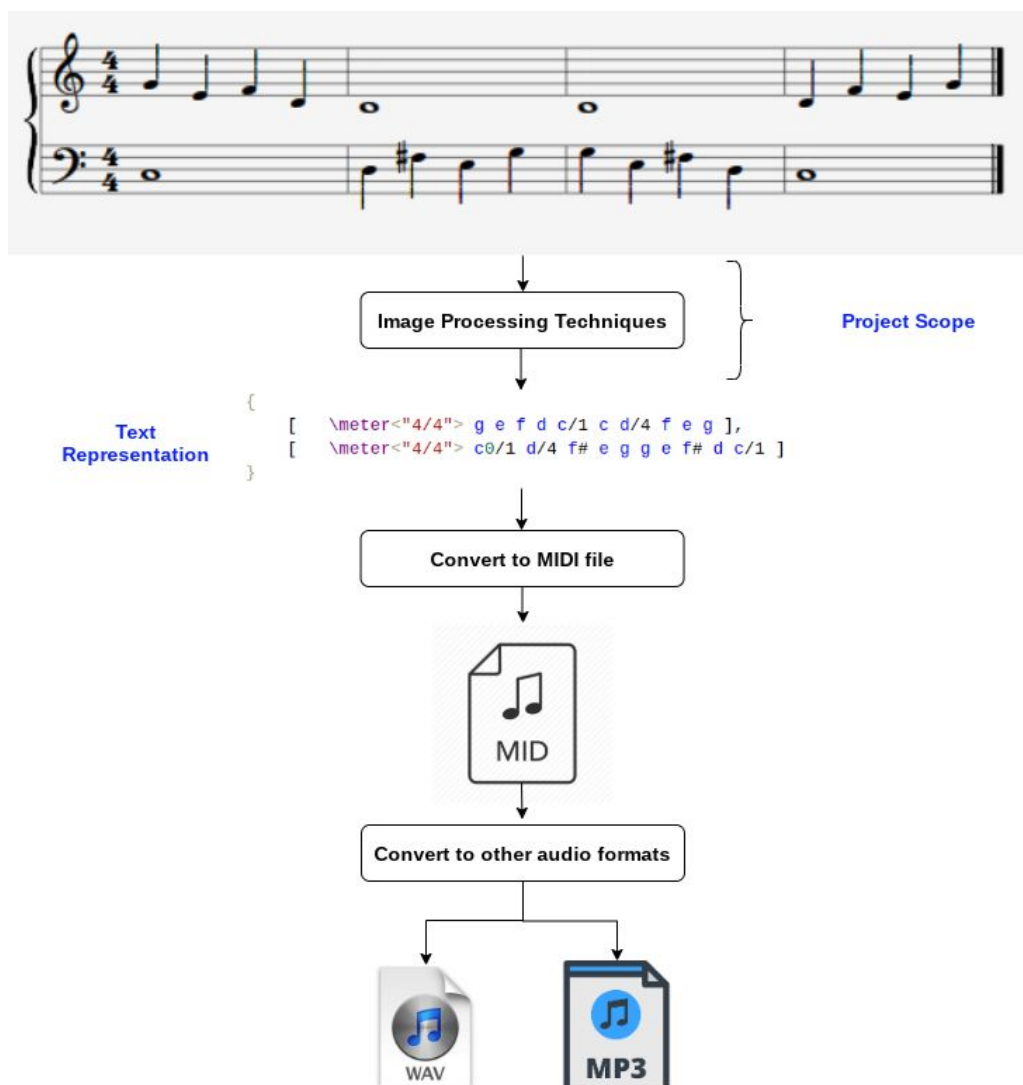 4 4
4 4
Image Processing Techniques
Project Scope
{
[ \meter<"4/4"> g e f d c/1 c d/4 f e g ],
Text
Representation
[ \meter<"4/4"> c0/1 d/4 f# e g g e f# d c/1 ]
}
Convert to MIDI file
MID
Convert to other audio formats
WAV
MP3